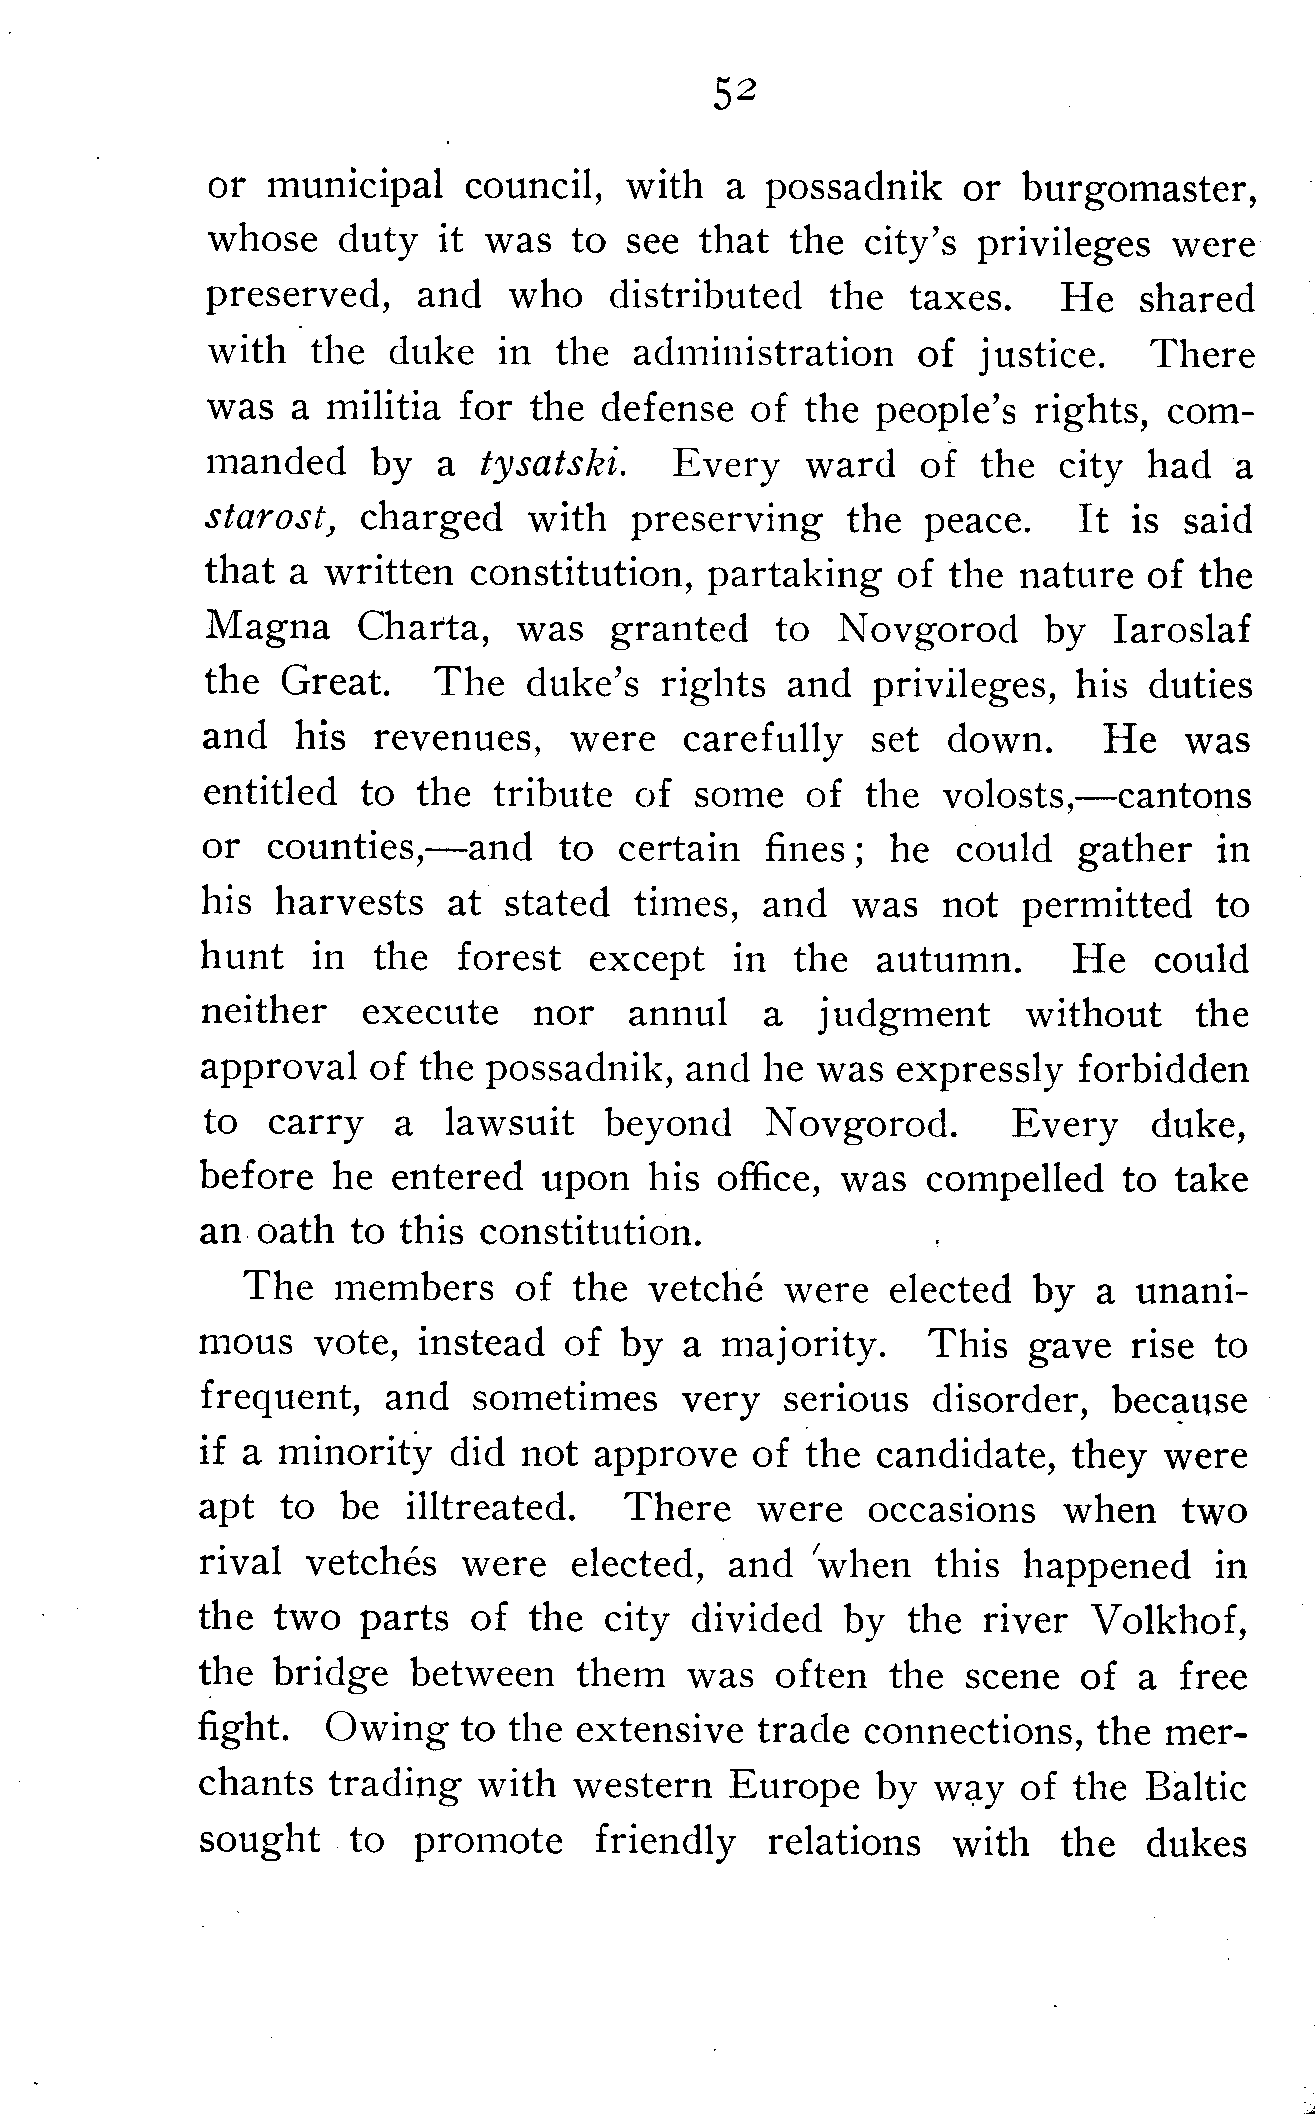 52
or municipal council, with a possadnik or burgomaster,
whose duty it was to see that the city's privileges were
preserved, and who distributed the taxes. He shared
with the duke in the administration of justice. There
was a militia for the defense of the people's rights, com-
manded by a tysatski. Every ward of the city had a
starost, charged with preserving the peace. It is said
that a written constitution, partaking of the nature of the
Magna Charta, was granted to Novgorod by Iaroslaf
the Great. The duke's rights and privileges, his duties
and his revenues, were carefully set down. He was
entitled to the tribute of some of the volosts,—cantons
or counties,—and to certain fines; he could gather in
his harvests at stated times, and was not permitted to
hunt in the forest except in the autumn. He could
neither execute nor annul a judgment without the
approval of the possadnik, and he was expressly forbidden
to carry a lawsuit beyond Novgorod. Every duke,
before he entered upon his office, was compelled to take
an oath to this constitution.
The members of the vetché were elected by a unani-
mous vote, instead of by a majority. This gave rise to
frequent, and sometimes very serious disorder, because
if a minority did not approve of the candidate, they were
apt to be illtreated. There were occasions when two
rival vetchés were elected, and when this happened in
the two parts of the city divided by the river Volkhof,
the bridge between them was often the scene of a free
fight. Owing to the extensive trade connections, the mer-
chants trading with western Europe by way of the Baltic
sought to promote friendly relations with the dukes